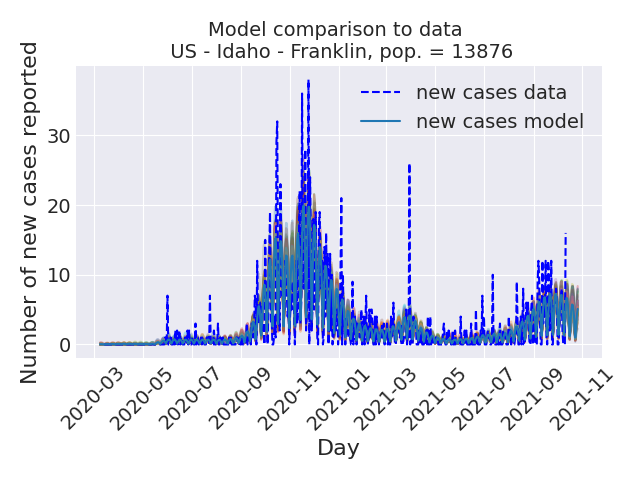 Model comparison to data
US - Idaho - Franklin, pop. = 13876
new cases data
new cases model
Number of new cases reported
30
20
10
0
2020-03
2020-05
2020-07
2020-09
2020-11
2021-01
2021-03
2021-05
2021-07
2021-09
2021-11
Day